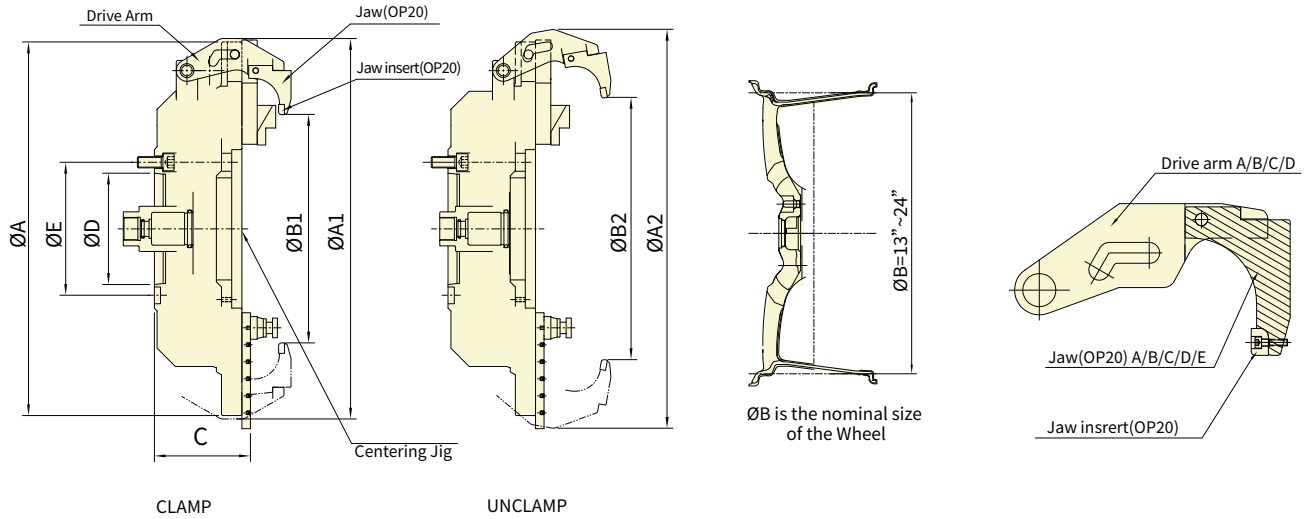 Drive Arm
Jaw(OP20)
Jaw insert(OP20)
ØA
ØE
ØD
ØB1
ØA1
C
Centering Jig
CLAMP
ØB2
ØA2
UNCLAMP
ØB=13”~24”
ØB is the nominal size
of the Wheel
Drive arm A/B/C/D
Jaw(OP20) A/B/C/D/E
Jaw insrert(OP20)